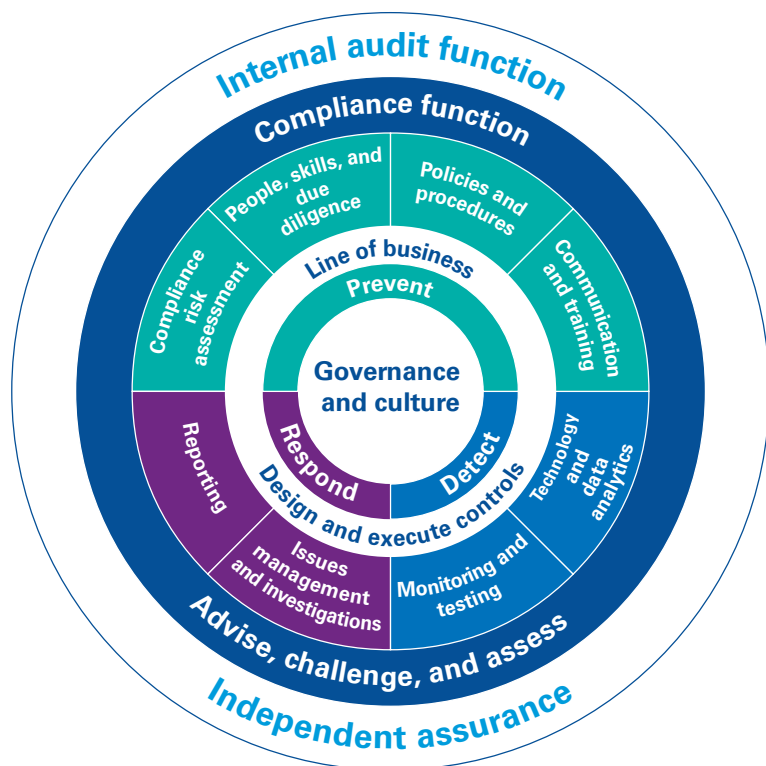 Internal audit function
Compliance function
People, skills, and
due
diligence
Policies and
procedures
Compliance
risk
assessment
Communication
and training
Line of business
Prevent
Governance
and culture
Respond
Detect
Design and execute controls
Reporting
Technology
and
data
analytics
Issues
management
and investigations
Monitoring and
testing
Advise, challenge, and assess
Independent assurance